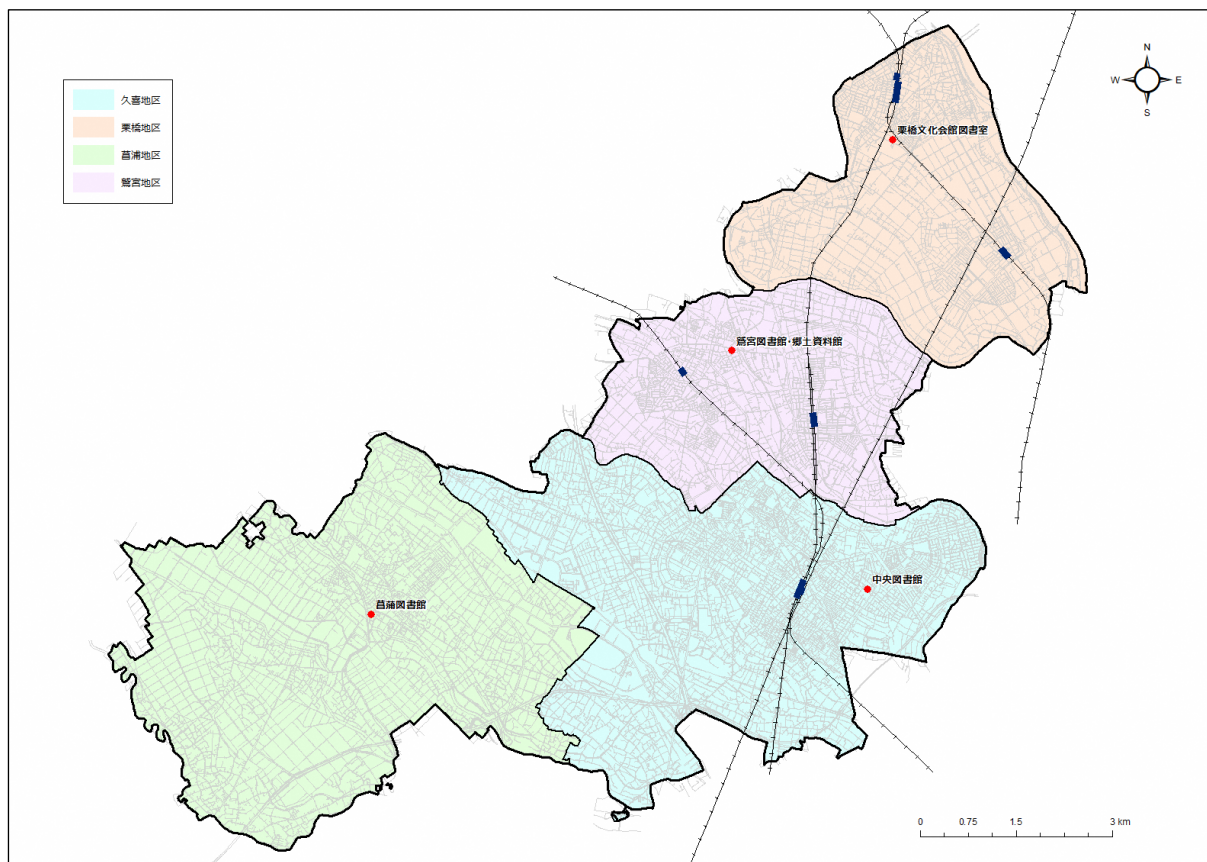 久喜地区
栗橋地区
菖浦地区
鷲宮地区
N
W
E
S
栗橋文化会館図書室
鷲宮図書館・郷土資料館
中央図書館
菖蒲図書館
0 0.75 1.5 3 km